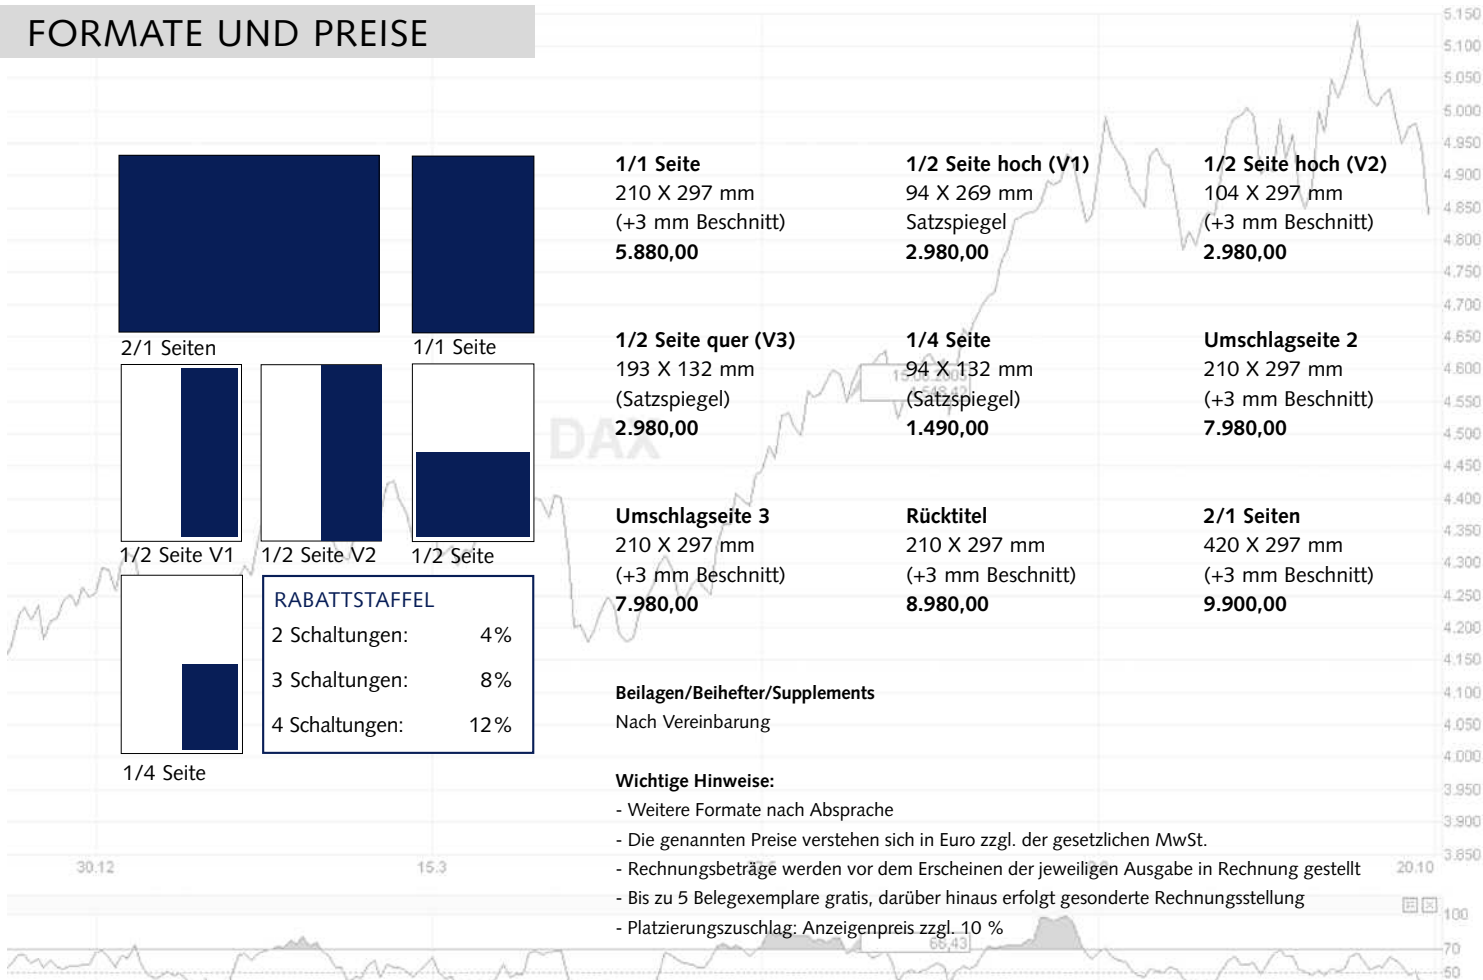 FORMATE UND PREISE
2/1 Seiten
1/1 Seite
1/2 Seite V1
1/2 Seite V2
1/2 Seite
1/4 Seite
RABATTSTAFFEL
2 Schaltungen: 4%
3 Schaltungen: 8%
4 Schaltungen: 12%
1/1 Seite
210 X 297 mm
(+3 mm Beschnitt)
5.880,00
1/2 Seite hoch (V1)
94 X 269 mm
Satzspiegel
2.980,00
1/2 Seite hoch (V2)
104 X 297 mm
(+3 mm Beschnitt)
2.980,00
1/2 Seite quer (V3)
193 X 132 mm
(Satzspiegel)
2.980,00
1/4 Seite
94 X 132 mm
(Satzspiegel)
1.490,00
Umschlagseite 2
210 X 297 mm
(+3 mm Beschnitt)
7.980,00
Umschlagseite 3
210 X 297 mm
(+3 mm Beschnitt)
7.980,00
Rücktitel
210 X 297 mm
(+3 mm Beschnitt)
8.980,00
2/1 Seiten
420 X 297 mm
(+3 mm Beschnitt)
9.900,00
Beilagen/Beihefter/Supplements
Nach Vereinbarung
Wichtige Hinweise:
- Weitere Formate nach Absprache
- Die genannten Preise verstehen sich in Euro zzgl. der gesetzlichen MwSt.
- Rechnungsbeträge werden vor dem Erscheinen der jeweiligen Ausgabe in Rechnung gestellt
- Bis zu 5 Belegexemplare gratis, darüber hinaus erfolgt gesonderte Rechnungsstellung
- Platzierungszuschlag: Anzeigenpreis zzgl. 10 %
DAX
5.150
5.100
5.050
5.000
4.950
4.900
4.850
4.800
4.750
4.700
4.650
4.600
4.550
4.500
4.450
4.400
4.350
4.300
4.250
4.200
4.150
4.100
4.050
4.000
3.950
3.900
3.850
30.12
15.3
20.10
66,43
100
70
50